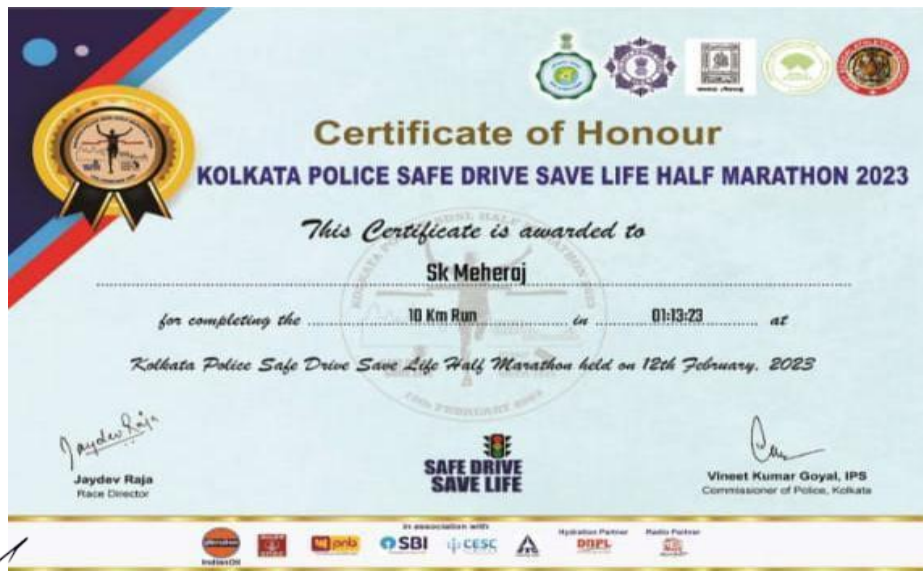 Certificate of Honour
KOLKATA POLICE SAFE DRIVE SAVE LIFE HALF MARATHON 2023
This Certificate is awarded to
Sk Meheraj
for completing the 10 Km Run in 01:13:23 at
Kolkata Police Safe Drive Save Life Half Marathon held on 12th February, 2023
Jaydev Raja
Jaydev Raja
Race Director
SAFE DRIVE
SAVE LIFE
Vineet Kumar Goyal, IPS
Commissioner of Police, Kolkata
in association with
Hydration Partner
Radio Partner
IndianOil
pnb
SBI
CESC